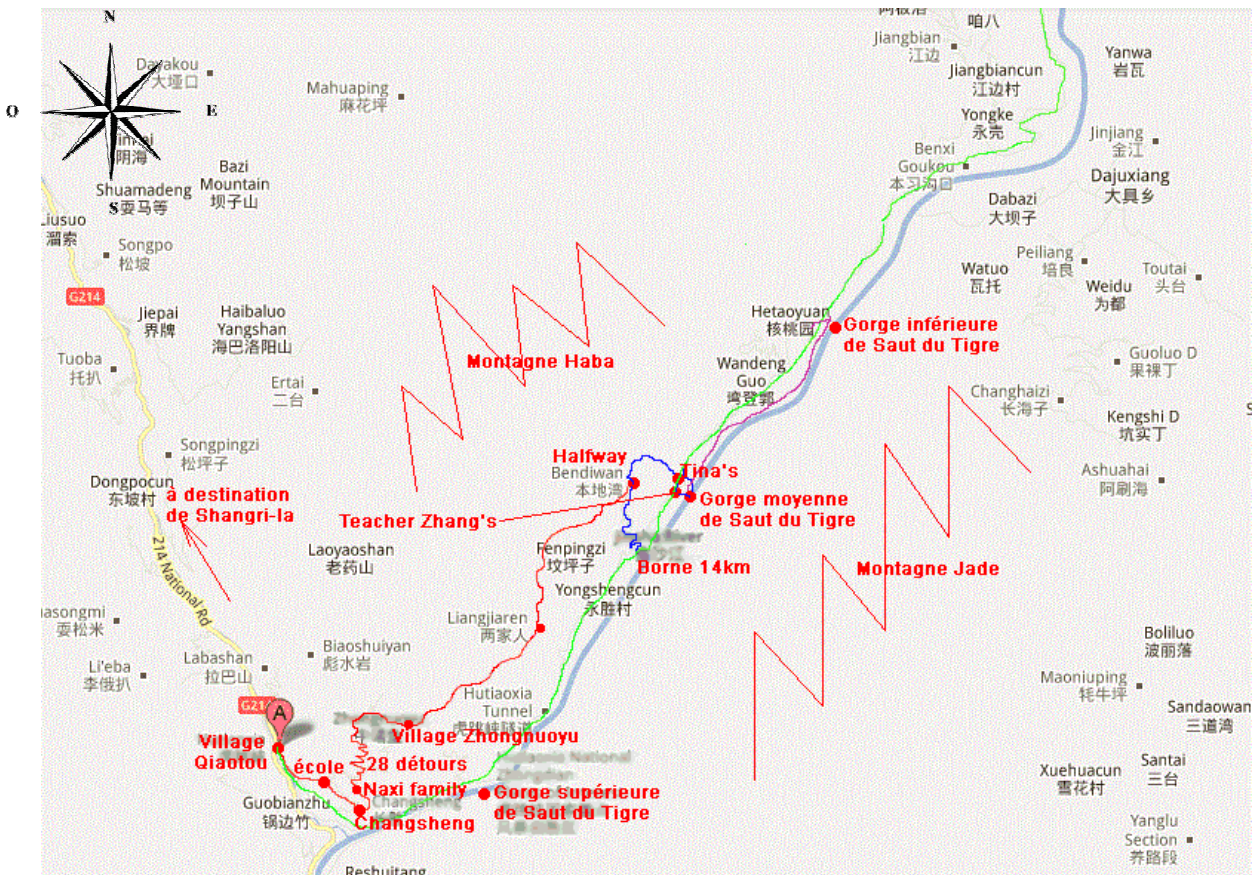 N
O
E
S
Dayakou
大垭口
Mahuaping
麻花坪
咱八
Jiangbian
江边
Yanwa
岩瓦
Jiangbiancun
江边村
Yongke
永壳
Jinjiang
金江
阴海
Bazi
Mountain
坝子山
Benxi
Goukou
本习沟口
Shuamadeng
耍马等
Dajuxiang
大具乡
Dabazi
大坝子
Liusuo
溜索
Songpo
松坡
Peiliang
培良
Watuo
瓦托
Toutai
头台
Weidu
为都
G214
Jiepai
界牌
Haibaluo
Yangshan
海巴洛阳山
Hetaoyuan
核桃园
Gorge inférieure
de Saut du Tigre
Tuoba
托扒
Montagne Haba
Wandeng
Guo
湾登郭
Guoluo D
果裸丁
Ertai
二台
Changhaizi
长海子
Kengshi D
坑实丁
Songpingzi
松坪子
Halfway
Bendiwan
本地湾
Tina's
Ashuahai
阿刷海
Dongpocun
东坡村
à destination
de Shangri-la
Gorge moyenne
de Saut du Tigre
Teacher Zhang's
214 National Rd
Laoyaoshan
老药山
Fenpingzi
坟坪子
Borne 14km
Montagne Jade
Yongshengcun
永胜村
耍松米
Liangjiaren
两家人
Biaoshuiyan
彪水岩
Boliluo
波丽落
Li'eba
李俄扒
Labashan
拉巴山
Maoniuping
牦牛坪
Hutiaoxia
Tunnel
虎跳峡隧道
Sandaowan
三道湾
A
Village
Qiaotou
Village Zhongnuoyu
école
28 détours
Santai
三台
Xuehuacun
雪花村
Naxi family
Gorge supérieure
de Saut du Tigre
Guobianzhu
锅边竹
Changsheng
Yanglu
Section
养路段
Reshuitang